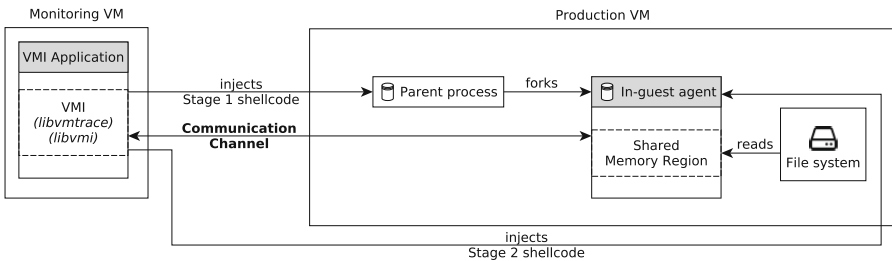 Monitoring VM
Production VM
VMI Application
VMI
(libvmtrace)
(libvmi)
injects
Stage 1 shellcode
Parent process
forks
In-guest agent
Communication
Channel
Shared
Memory Region
reads
File system
injects
Stage 2 shellcode